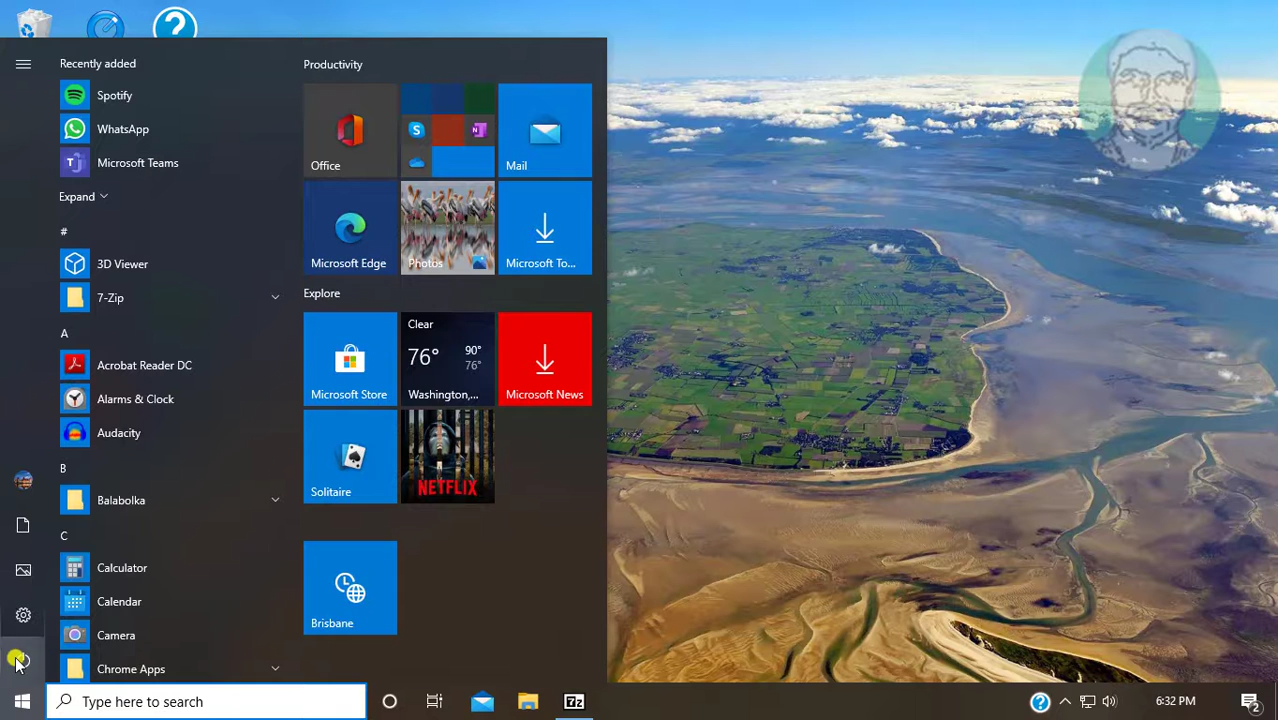 Recently added
Spotify
WhatsApp
Microsoft Teams
Expand
#
3D Viewer
7-Zip
A
Acrobat Reader DC
Alarms & Clock
Audacity
B
Balabolka
C
Calculator
Calendar
Camera
Chrome Apps
Productivity
Office
Mail
Microsoft Edge
Photos
Microsoft To...
Explore
Microsoft Store
Clear
76° 90°
76°
Washington,...
Microsoft News
Solitaire
NETFLIX
Brisbane
Type here to search
7z
6:32 PM
2